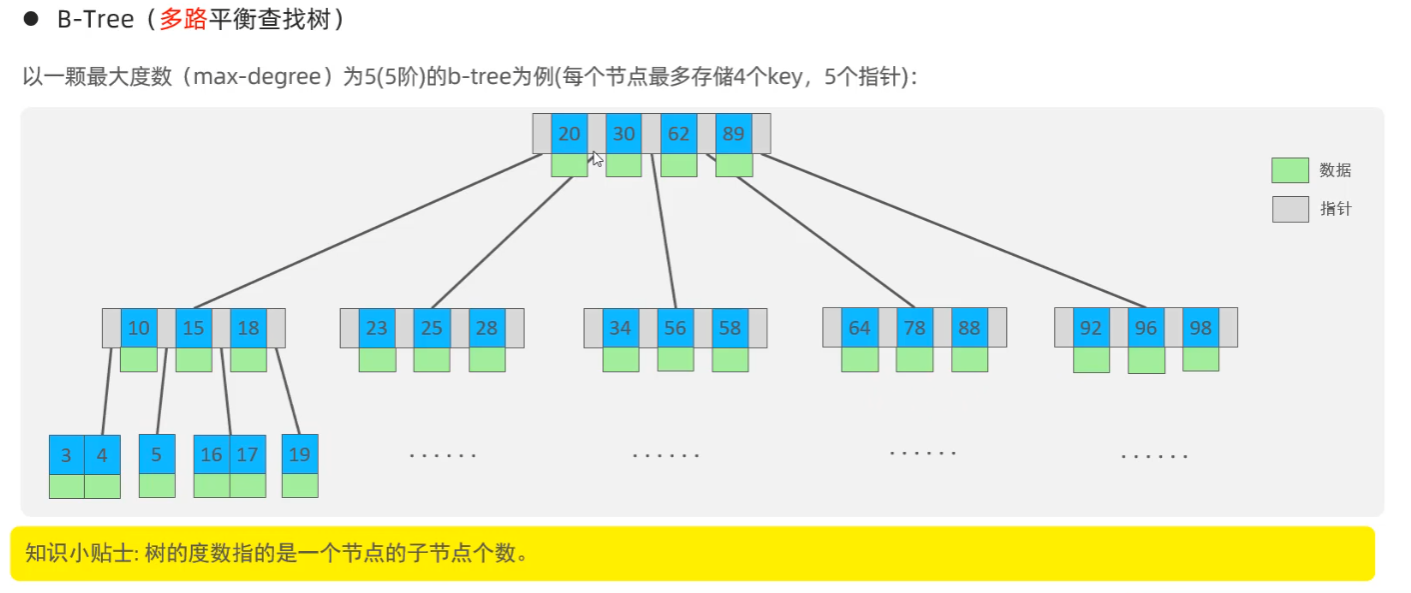 ● B-Tree（多路平衡查找树）
以一颗最大度数（max-degree）为5(5阶)的b-tree为例(每个节点最多存储4个key，5个指针)：
20 30 62 89
数据
指针
10 15 18 23 25 28 34 56 58 64 78 88 92 96 98
3 4 5 16 17 19 ······ ······ ······ ······
知识小贴士: 树的度数指的是一个节点的子节点个数。